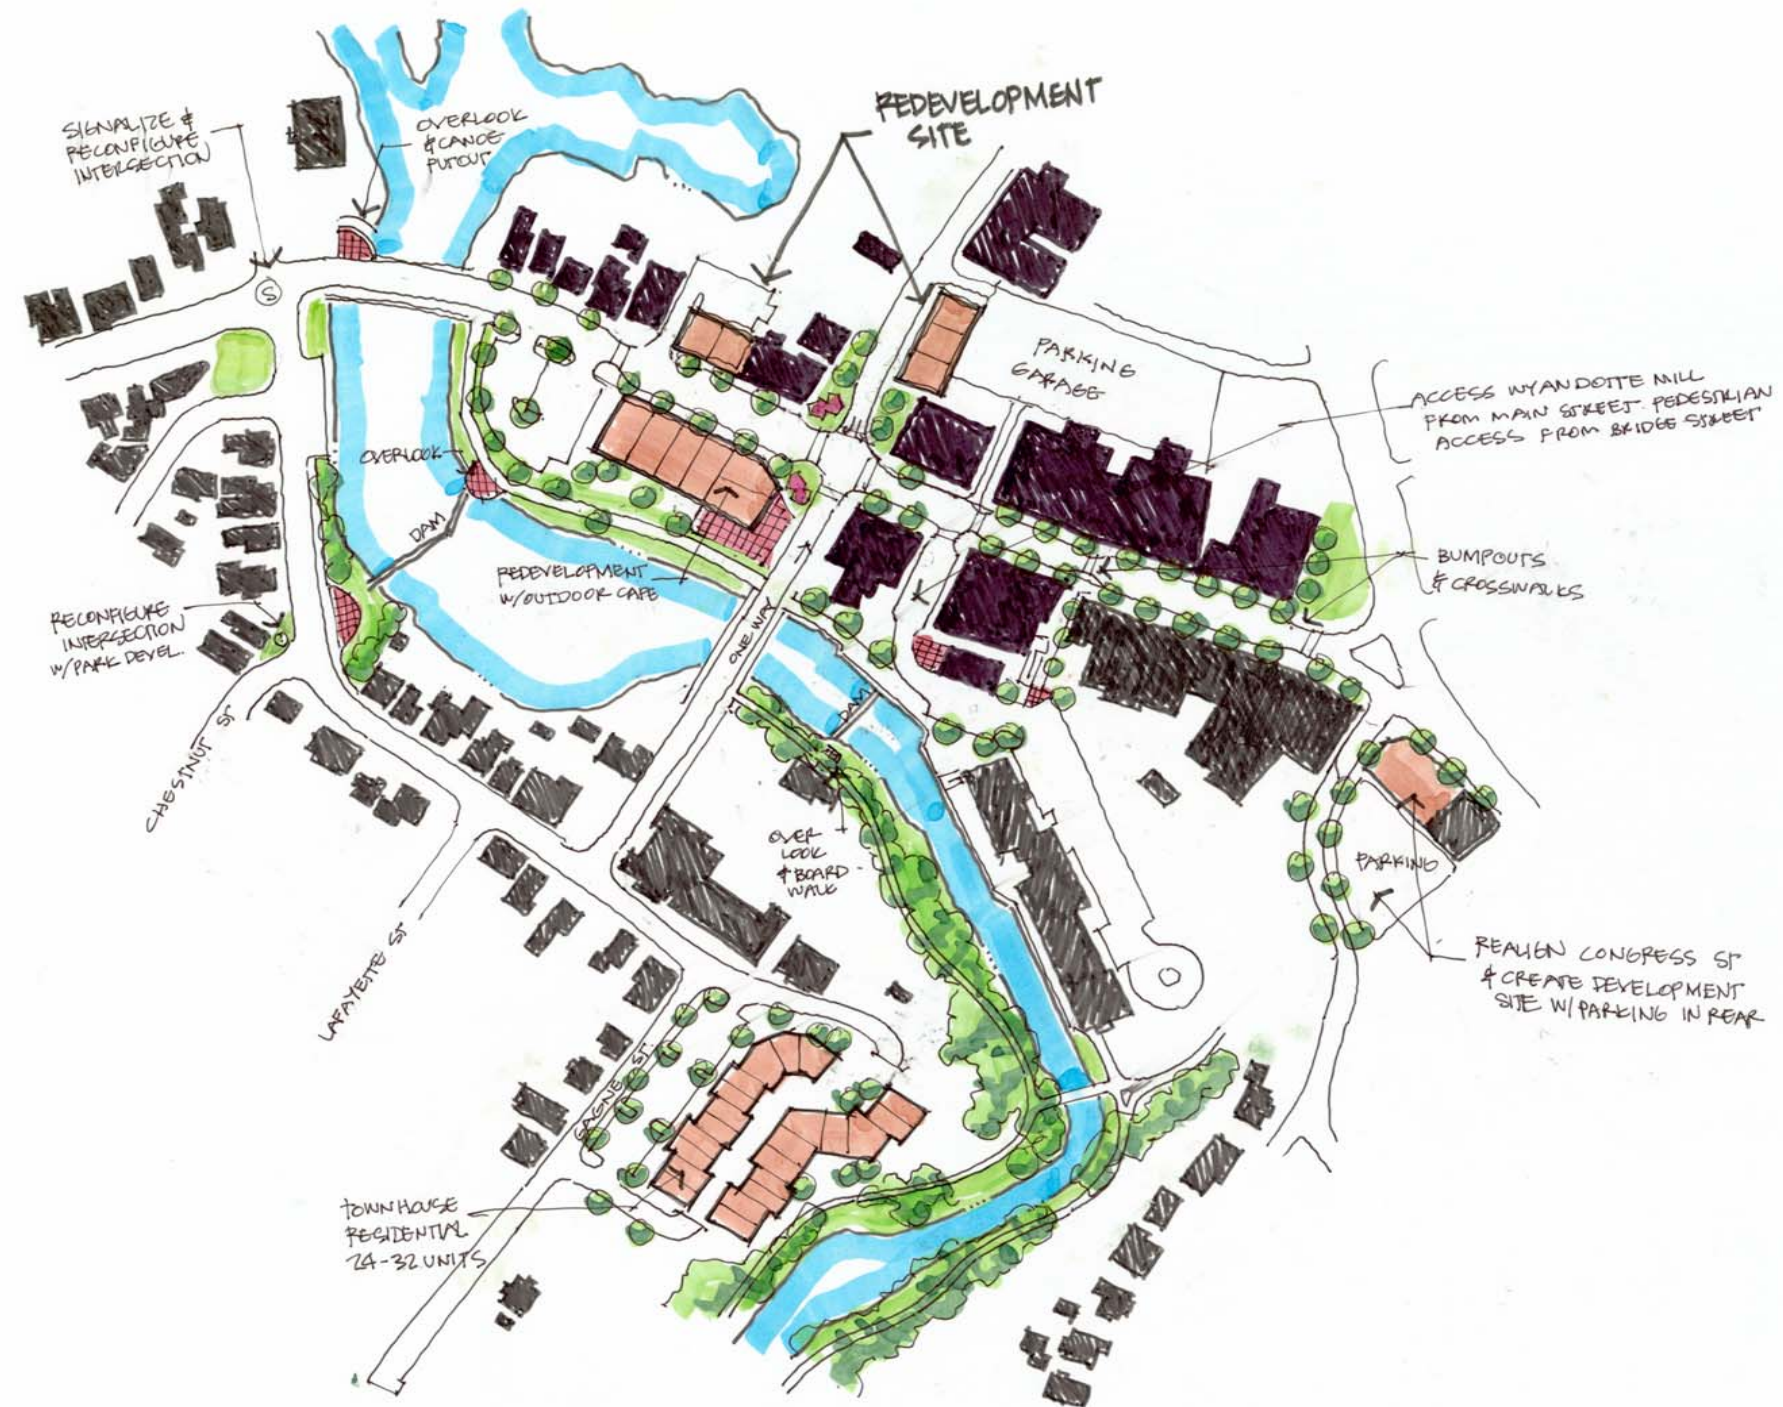 REDEVELOPMENT
SITE
SIGNALIZE &
RECONFIGURE
INTERSECTION
OVERLOOK
& CANOE
PUTOUT
S
PARKING
GARAGE
ACCESS WYANDOTTE MILL
FROM MAIN STREET. PEDESTRIAN
ACCESS FROM BRIDGE STREET
OVERLOOK
DAM
REDEVELOPMENT
W/OUTDOOR CAFE
BUMPOUTS
& CROSSWALKS
RECONFIGURE
INTERSECTION
W/PARK DEVEL.
ONE WAY
DAM
CHESTNUT ST
OVER
LOOK
& BOARD
WALK
PARKING
LAFAYETTE ST
REALIGN CONGRESS ST
& CREATE DEVELOPMENT
SITE W/PARKING IN REAR
GAGNE ST
TOWNHOUSE
RESIDENTIAL
24-32 UNITS